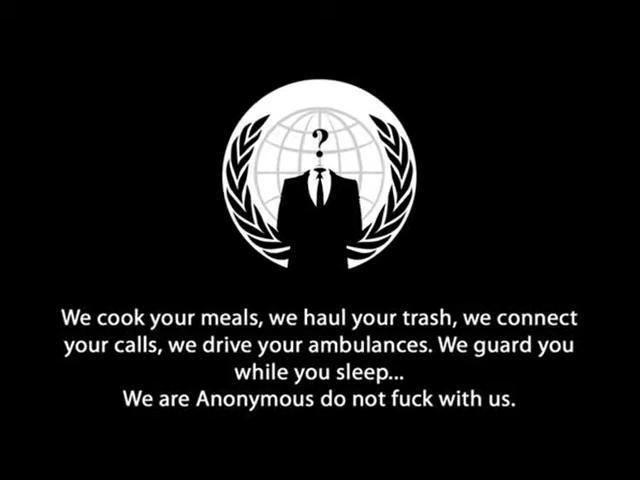 ?
We cook your meals, we haul your trash, we connect
your calls, we drive your ambulances. We guard you
while you sleep...
We are Anonymous do not fuck with us.